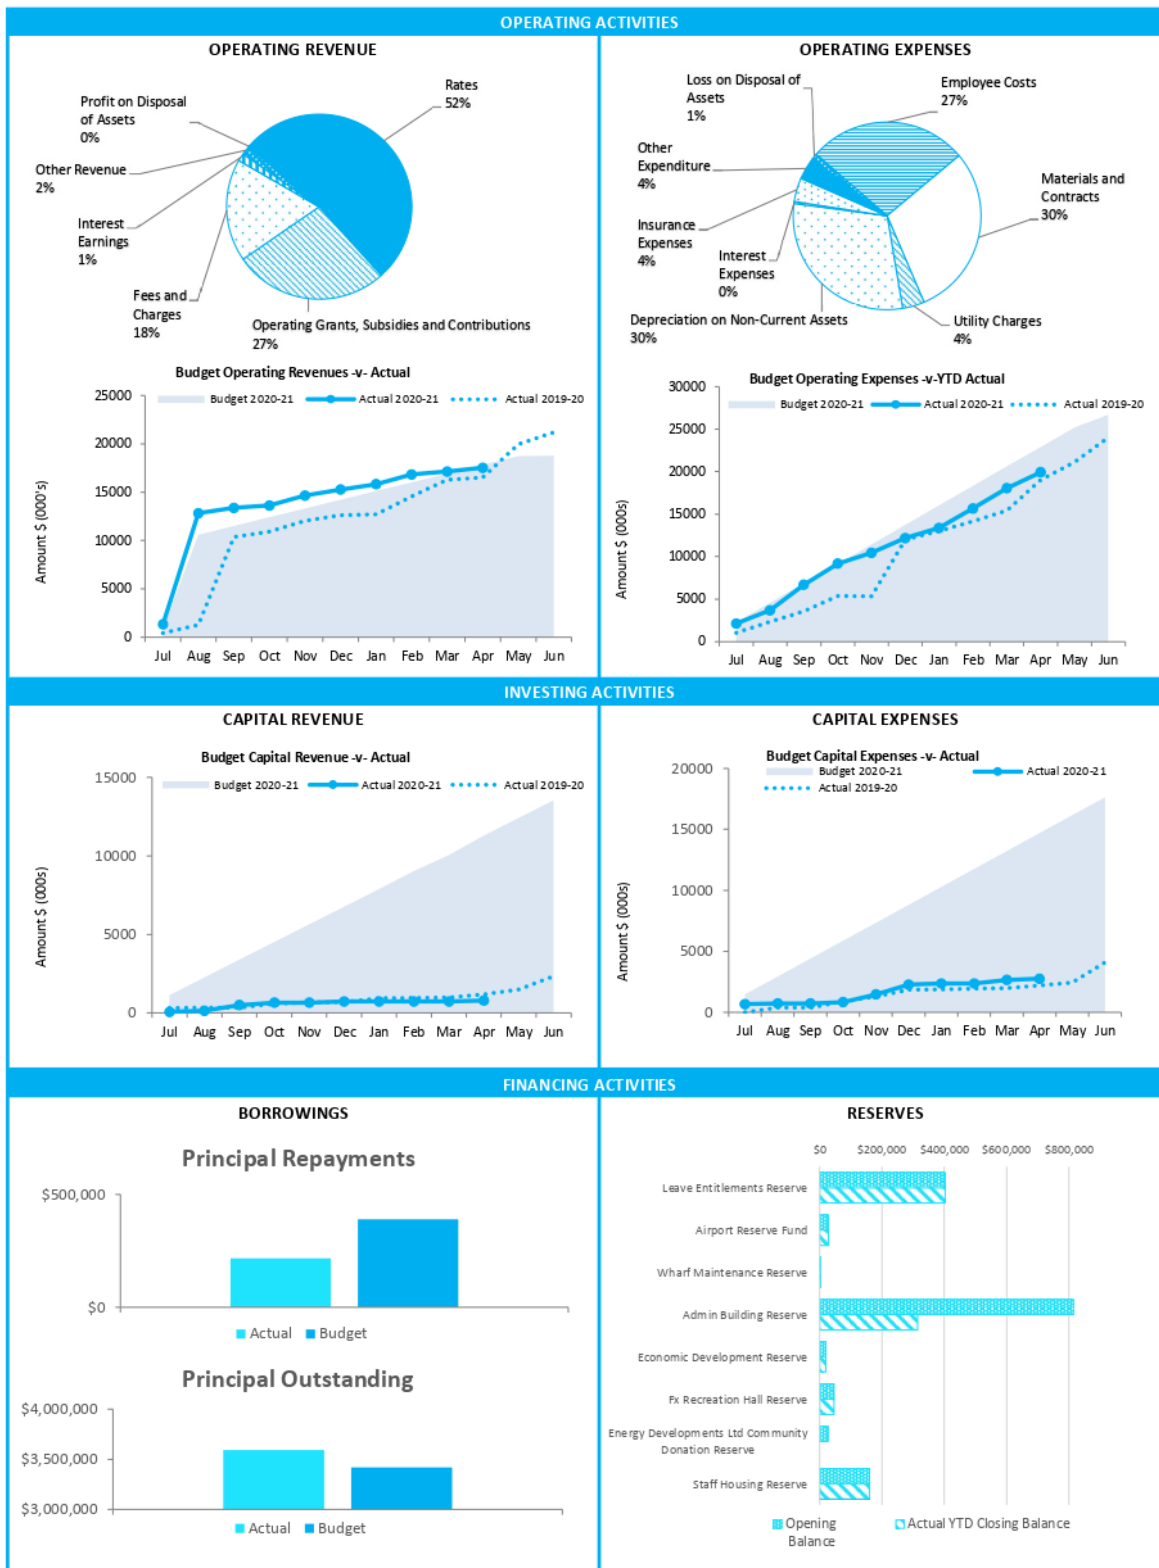 OPERATING ACTIVITIES
OPERATING REVENUE
Rates
52%
Profit on Disposal
of Assets
0%
Other Revenue
2%
Interest
Earnings
1%
Fees and
Charges
18%
Operating Grants, Subsidies and Contributions
27%
Budget Operating Revenues -v- Actual
Budget 2020-21 Actual 2020-21 Actual 2019-20
Amount $ (000's)
25000
20000
15000
10000
5000
0
Jul Aug Sep Oct Nov Dec Jan Feb Mar Apr May Jun
OPERATING EXPENSES
Loss on Disposal of
Assets
1%
Employee Costs
27%
Other
Expenditure
4%
Materials and
Contracts
30%
Insurance
Expenses
4%
Interest
Expenses
0%
Depreciation on Non-Current Assets
30%
Utility Charges
4%
Budget Operating Expenses -v-YTD Actual
Budget 2020-21 Actual 2020-21 Actual 2019-20
Amount $ (000s)
30000
25000
20000
15000
10000
5000
0
Jul Aug Sep Oct Nov Dec Jan Feb Mar Apr May Jun
INVESTING ACTIVITIES
CAPITAL REVENUE
Budget Capital Revenue -v- Actual
Budget 2020-21 Actual 2020-21 Actual 2019-20
Amount $ (000s)
15000
10000
5000
0
Jul Aug Sep Oct Nov Dec Jan Feb Mar Apr May Jun
CAPITAL EXPENSES
Budget Capital Expenses -v- Actual
Budget 2020-21 Actual 2020-21
Actual 2019-20
Amount $ (000s)
20000
15000
10000
5000
0
Jul Aug Sep Oct Nov Dec Jan Feb Mar Apr May Jun
FINANCING ACTIVITIES
BORROWINGS
Principal Repayments
$500,000
$0
Actual Budget
Principal Outstanding
$4,000,000
$3,500,000
$3,000,000
Actual Budget
RESERVES
$0 $200,000 $400,000 $600,000 $800,000
Leave Entitlements Reserve
Airport Reserve Fund
Wharf Maintenance Reserve
Admin Building Reserve
Economic Development Reserve
Fx Recreation Hall Reserve
Energy Developments Ltd Community
Donation Reserve
Staff Housing Reserve
Opening
Balance
Actual YTD Closing Balance